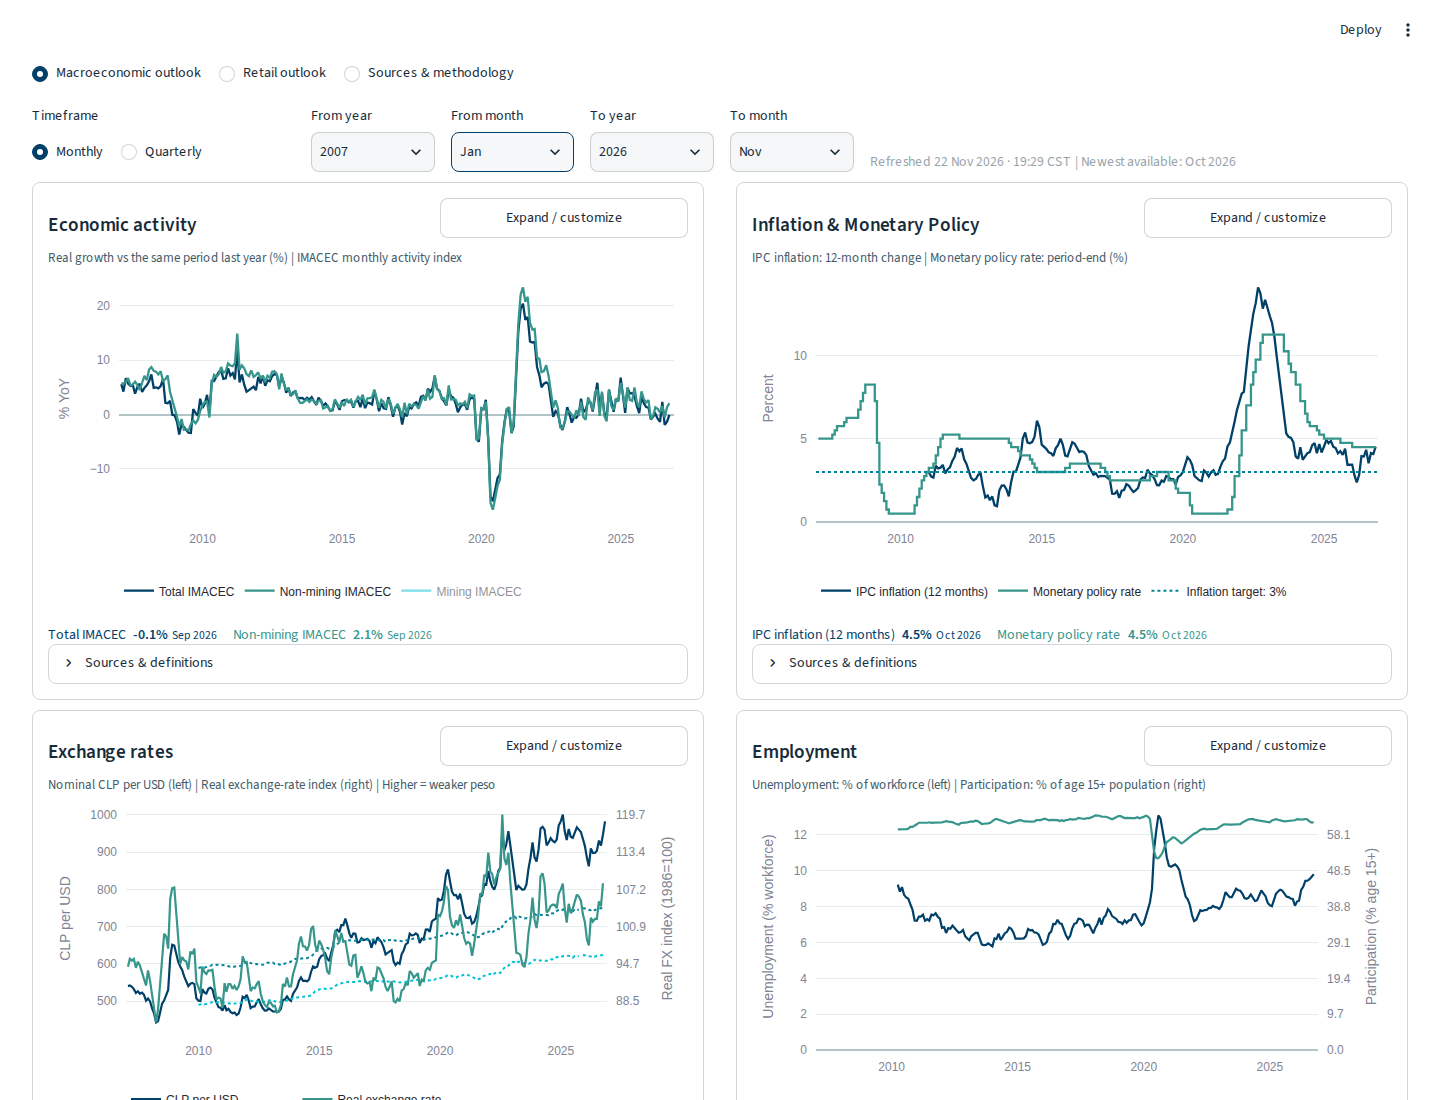 Deploy
Macroeconomic outlook Retail outlook Sources & methodology
Timeframe From year From month To year To month
Monthly Quarterly 2007 Jan 2026 Nov Refreshed 22 Nov 2026 · 19:29 CST | Newest available: Oct 2026
Economic activity Expand / customize
Real growth vs the same period last year (%) | IMACEC monthly activity index
% YoY
20
10
0
−10
2010 2015 2020 2025
Total IMACEC Non-mining IMACEC Mining IMACEC
Total IMACEC -0.1% Sep 2026 Non-mining IMACEC 2.1% Sep 2026
Sources & definitions
Inflation & Monetary Policy Expand / customize
IPC inflation: 12-month change | Monetary policy rate: period-end (%)
Percent
10
5
0
2010 2015 2020 2025
IPC inflation (12 months) Monetary policy rate Inflation target: 3%
IPC inflation (12 months) 4.5% Oct 2026 Monetary policy rate 4.5% Oct 2026
Sources & definitions
Exchange rates Expand / customize
Nominal CLP per USD (left) | Real exchange-rate index (right) | Higher = weaker peso
CLP per USD
1000 119.7
900 113.4
800 107.2
700 100.9
600 94.7
500 88.5
Real FX index (1986=100)
2010 2015 2020 2025
CLP per USD Real exchange rate
Employment Expand / customize
Unemployment: % of workforce (left) | Participation: % of age 15+ population (right)
Unemployment (% workforce)
12 58.1
10 48.5
8 38.8
6 29.1
4 19.4
2 9.7
0 0.0
Participation (% age 15+)
2010 2015 2020 2025